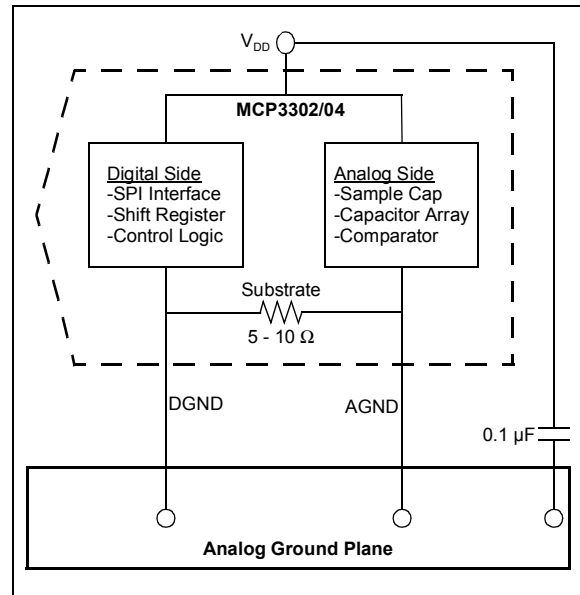 V_DD
MCP3302/04
Digital Side
-SPI Interface
-Shift Register
-Control Logic
Analog Side
-Sample Cap
-Capacitor Array
-Comparator
Substrate
5 - 10 Ω
DGND
AGND
0.1 µF
Analog Ground Plane